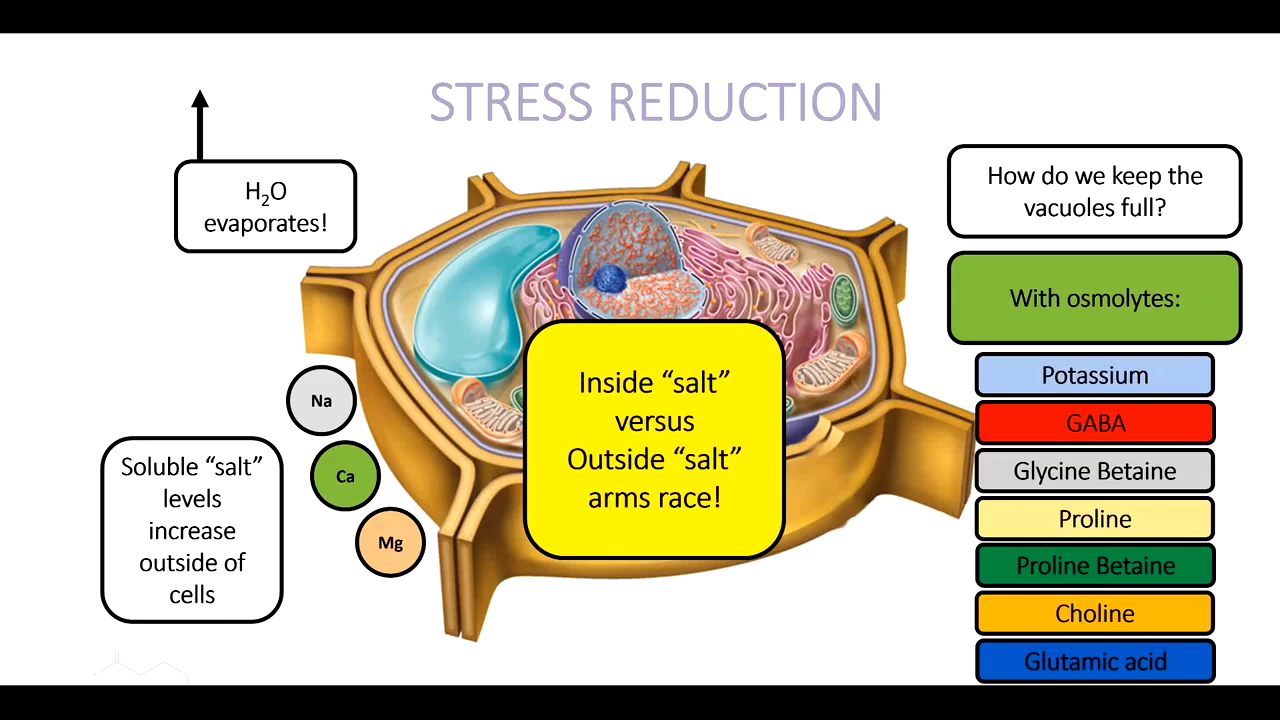 STRESS REDUCTION
H₂O
evaporates!
How do we keep the
vacuoles full?
With osmolytes:
Inside “salt”
versus
Outside “salt”
arms race!
Na
Ca
Mg
Soluble “salt”
levels
increase
outside of
cells
Potassium
GABA
Glycine Betaine
Proline
Proline Betaine
Choline
Glutamic acid